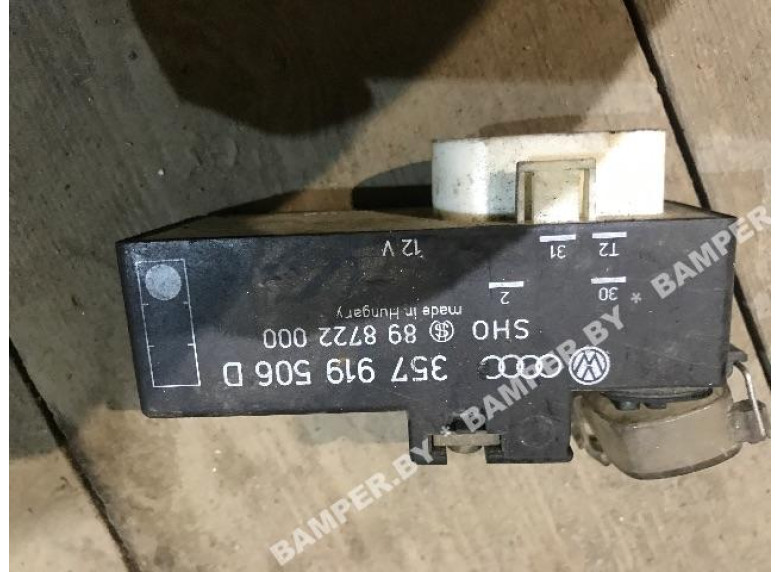 357 919 506 D
SHO 89 8722 000
made in Hungary
2
30
12 V
31
T2
BAMPER.BY * BAMPER.BY * BAMPER.BY